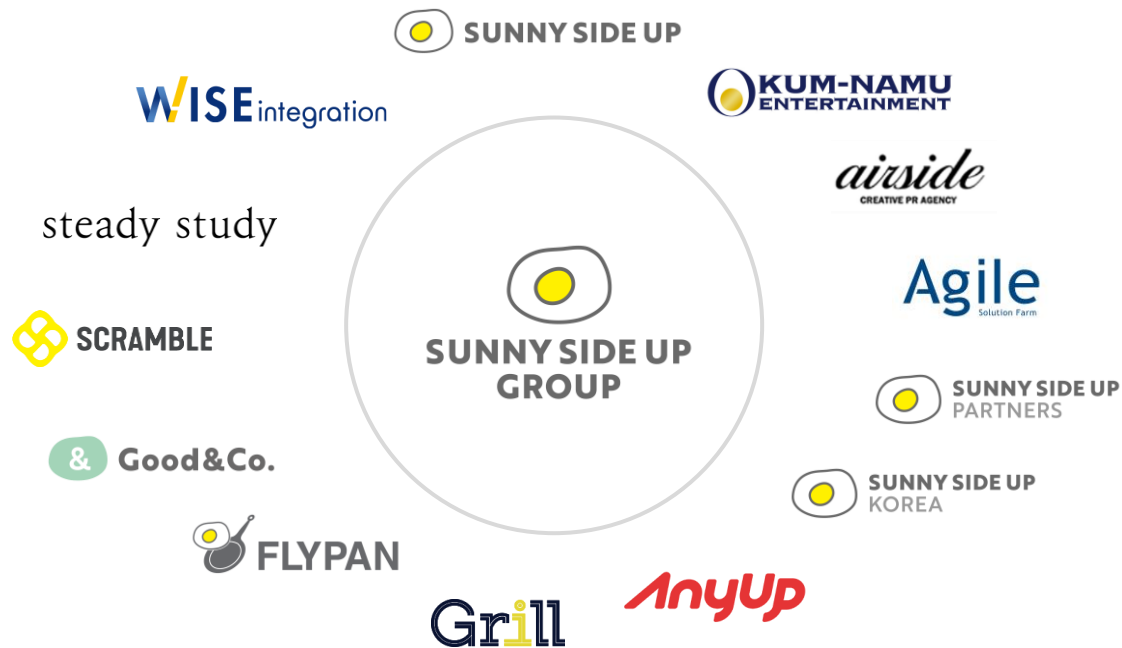 SUNNY SIDE UP
WISE integration
KUM-NAMU
ENTERTAINMENT
airside
CREATIVE PR AGENCY
steady study
Agile
Solution Farm
SCRAMBLE
SUNNY SIDE UP
GROUP
SUNNY SIDE UP
PARTNERS
& Good&Co.
SUNNY SIDE UP
KOREA
FLYPAN
AnyUp
Grill